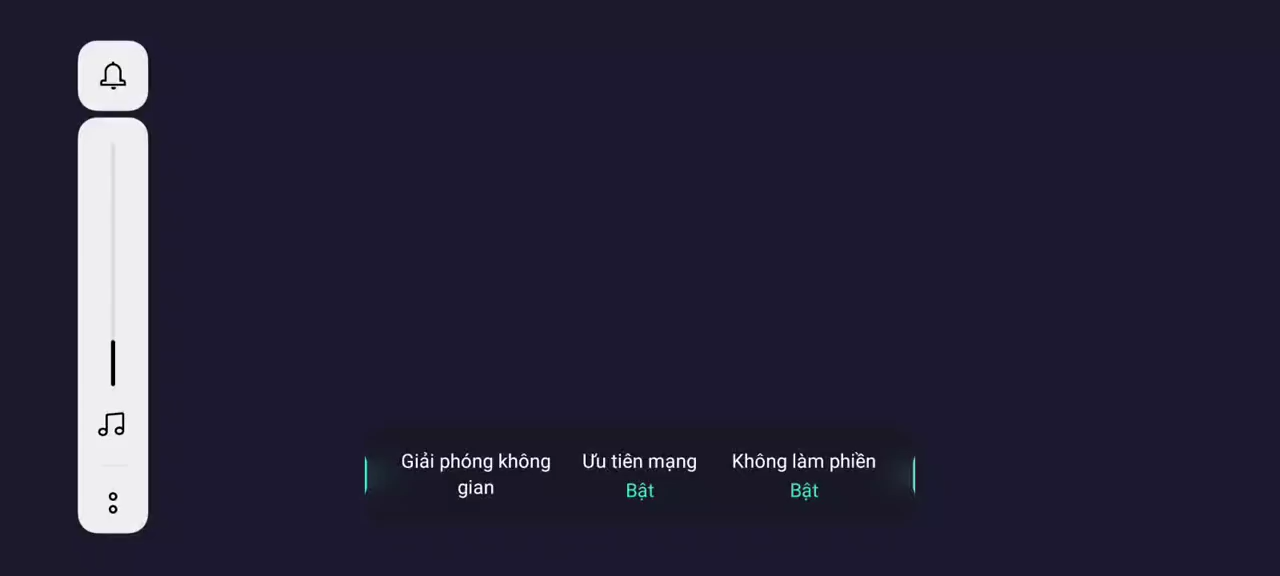 Giải phóng không
gian
Ưu tiên mạng
Bật
Không làm phiền
Bật